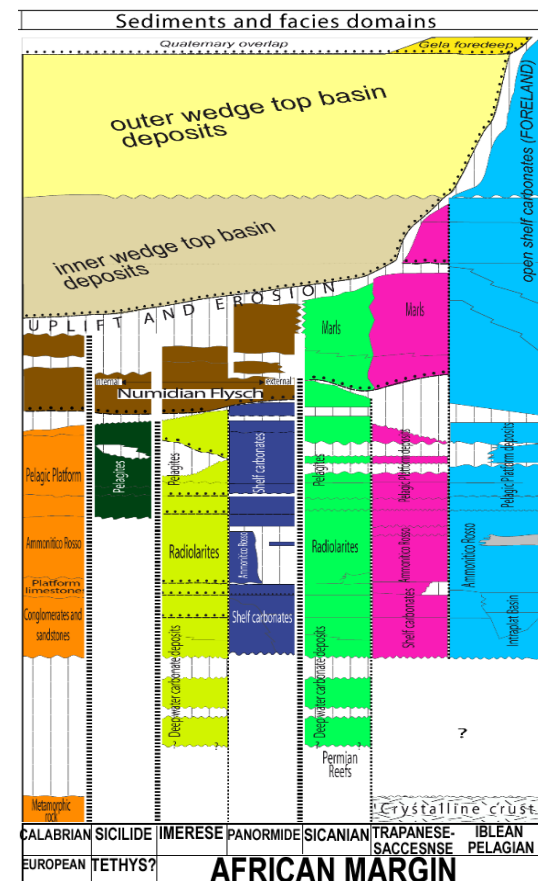 Sediments and facies domains
Quaternary overlap
Gela foredeep
outer wedge top basin
deposits
open shelf carbonates (FORELAND)
inner wedge top basin
deposits
UPLIFT AND EROSION
Marls
Marls
internal
external
Numidian Flysch
Pelagic Platform
Pelagites
Pelagites
Shelf carbonates
Pelagites
Pelagic Platform deposits
Pelagic Platform deposits
Ammonitico Rosso
Radiolarites
Ammonitico Rosso
Radiolarites
Ammonitico Rosso
Ammonitico Rosso
Platform
limestones
Conglomerates and
sandstones
Deep-water carbonate deposits
Shelf carbonates
Deep-water carbonate deposits
Shelf carbonates
Intraplat Basin
? ?
?
Permian
Reefs
Metamorphic
rock
Crystalline crust
CALABRIAN SICILIDE IMERESE PANORMIDE SICANIAN TRAPANESE-
SACCESNSE IBLEAN
PELAGIAN
EUROPEAN TETHYS? AFRICAN MARGIN